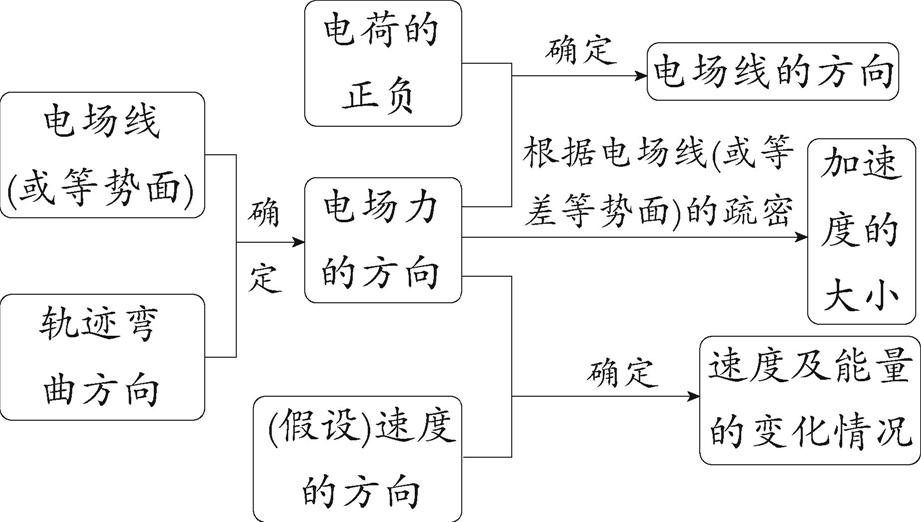 电荷的
正负
确定
电场线的方向
电场线
(或等势面)
确
定
电场力
的方向
根据电场线(或等
差等势面)的疏密
加速
度的
大小
轨迹弯
曲方向
(假设)速度
的方向
确定
速度及能量
的变化情况